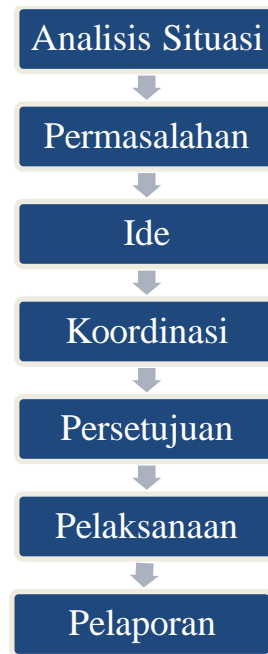 Analisis Situasi
Permasalahan
Ide
Koordinasi
Persetujuan
Pelaksanaan
Pelaporan